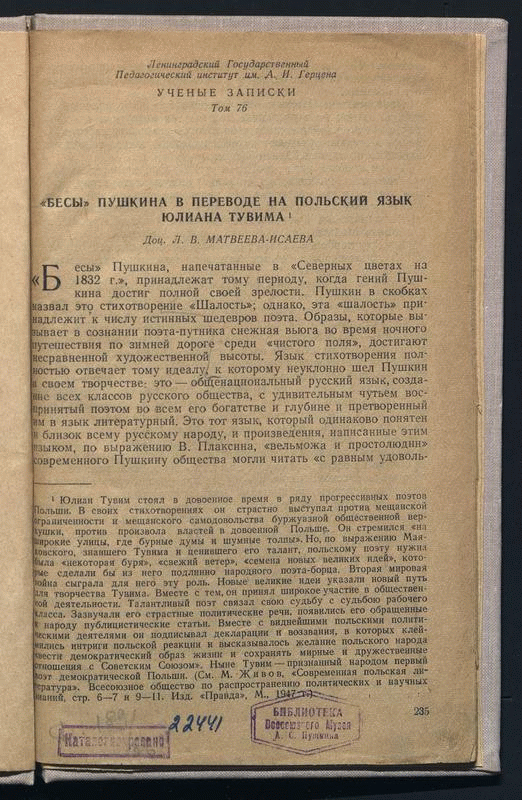 Ленинградский Государственный
Педагогический институт им. А. И. Герцена
УЧЕНЫЕ ЗАПИСКИ
Том 76
«БЕСЫ» ПУШКИНА В ПЕРЕВОДЕ НА ПОЛЬСКИЙ ЯЗЫК
ЮЛИАНА ТУВИМА ¹
Доц. Л. В. МАТВЕЕВА-ИСАЕВА
«Бесы» Пушкина, напечатанные в «Северных цветах на
1832 г.», принадлежат тому периоду, когда гений Пуш-
кина достиг полной своей зрелости. Пушкин в скобках
назвал это стихотворение «Шалость»; однако, эта «шалость» при-
надлежит к числу истинных шедевров поэта. Образы, которые вы-
зывает в сознании поэта-путника снежная вьюга во время ночного
путешествия по зимней дороге среди «чистого поля», достигают
несравненной художественной высоты. Язык стихотворения пол-
ностью отвечает тому идеалу, к которому неуклонно шел Пушкин
в своем творчестве: это — общенациональный русский язык, созда-
ние всех классов русского общества, с удивительным чутьем вос-
принятый поэтом во всем его богатстве и глубине и претворенный
им в язык литературный. Это тот язык, который одинаково понятен
и близок всему русскому народу, и произведения, написанные этим
языком, по выражению В. Плаксина, «вельможа и простолюдин»
современного Пушкину общества могли читать «с равным удоволь-
¹ Юлиан Тувим стоял в довоенное время в ряду прогрессивных поэтов
Польши. В своих стихотворениях он страстно выступал против мещанской
ограниченности и мещанского самодовольства буржуазной общественной вер-
хушки, против произвола властей в довоенной Польше. Он стремился «на
широкие улицы, где бурные думы и шумные толпы». Но, по выражению Мая-
ковского, знавшего Тувима и ценившего его талант, польскому поэту нужна
была «некоторая буря», «свежий ветер», «семена новых великих идей», кото-
рые сделали бы из него подлинно народного поэта-борца. Вторая мировая
война сыграла для него эту роль. Новые великие идеи указали новый путь
для творчества Тувима. Вместе с тем, он принял широкое участие в обществен-
ной деятельности. Талантливый поэт связал свою судьбу с судьбою рабочего
класса. Зазвучали его страстные политические речи, появились его обращенные
к народу публицистические статьи. Вместе с виднейшими польскими полити-
ческими деятелями он подписывал декларации и воззвания, в которых клей-
мились интриги польской реакции и высказывалось желание польского народа
ввести демократический образ жизни и сохранять мирные и дружественные
отношения с Советским Союзом». Ныне Тувим — признанный народом первый
поэт демократической Польши. (См. М. Живов, «Современная польская ли-
тература». Всесоюзное общество по распространению политических и научных
знаний, стр. 6—7 и 9—11. Изд. «Правда», М., 1947 г.)
235
22441
Каталогизировано
БИБЛИОТЕКА
Всесоюзного Музея
А. С. Пушкина